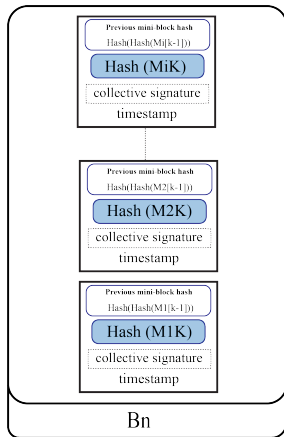 Previous mini-block hash
Hash(Hash(Mi[k-1]))
Hash (MiK)
collective signature
timestamp
Previous mini-block hash
Hash(Hash(M2[k-1]))
Hash (M2K)
collective signature
timestamp
Previous mini-block hash
Hash(Hash(M1[k-1]))
Hash (M1K)
collective signature
timestamp
Bn